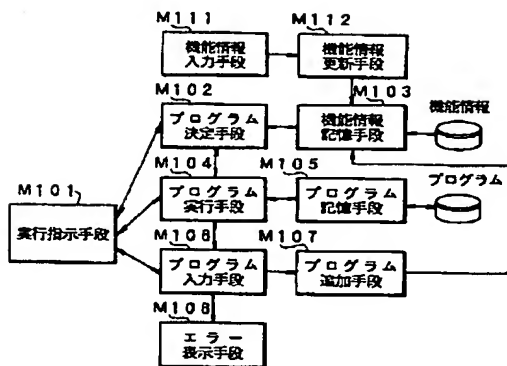 M111
機能情報
入力手段
M112
機能情報
更新手段
M102
プログラム
決定手段
M103
機能情報
記憶手段
機能情報
M104
プログラム
実行手段
M105
プログラム
記憶手段
プログラム
M101
実行指示手段
M106
プログラム
入力手段
M107
プログラム
追加手段
M108
エラー
表示手段